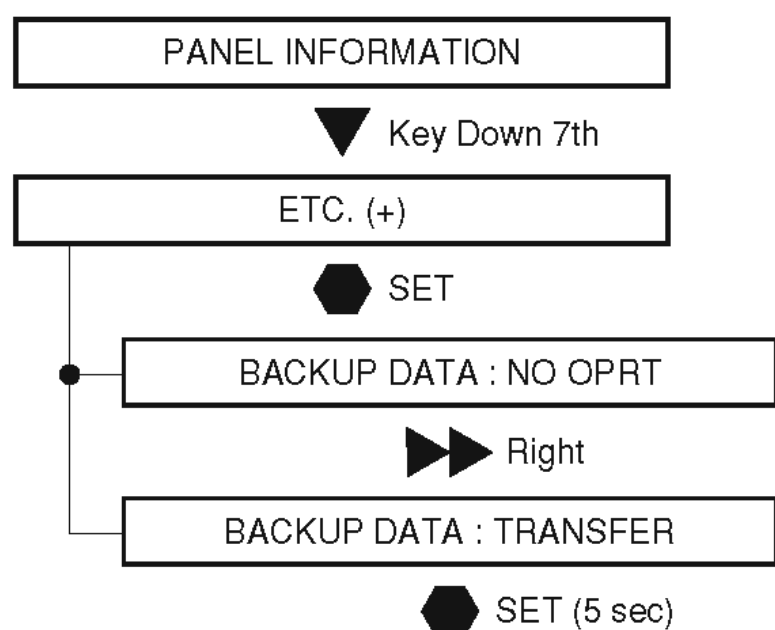 PANEL INFORMATION
Key Down 7th
ETC. (+)
SET
BACKUP DATA : NO OPRT
Right
BACKUP DATA : TRANSFER
SET (5 sec)